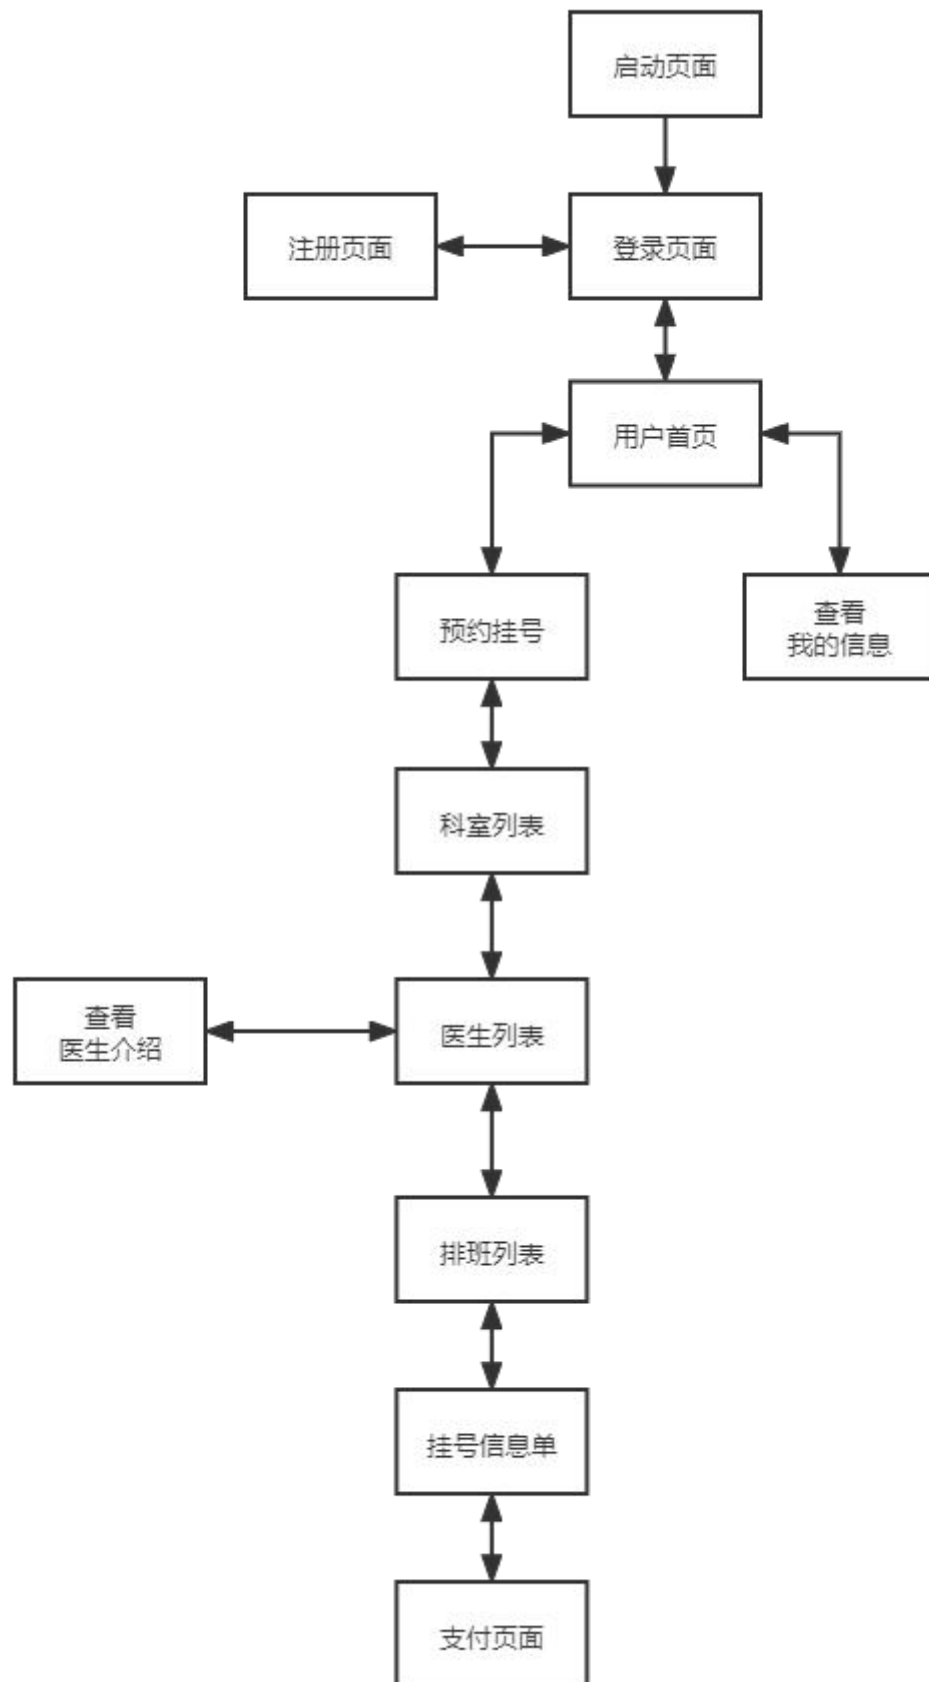 启动页面
注册页面
登录页面
用户首页
预约挂号
查看
我的信息
科室列表
查看
医生介绍
医生列表
排班列表
挂号信息单
支付页面